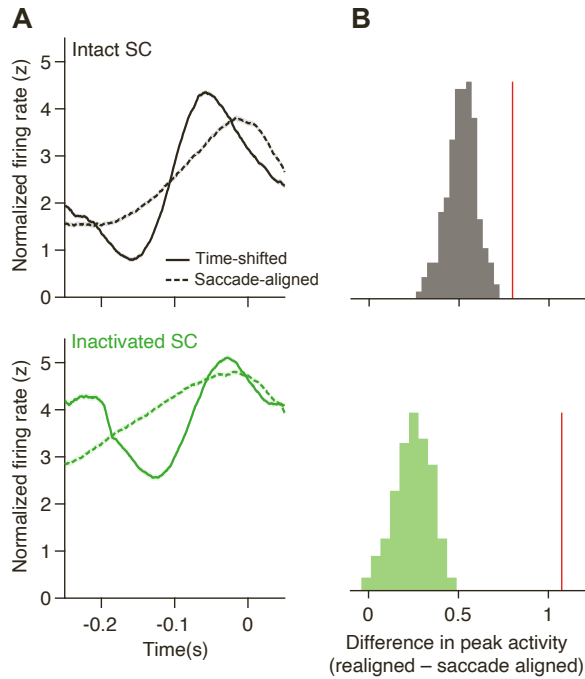 A
B
Intact SC
Normalized firing rate (z)
5
4
3
2
1
0
Time-shifted
Saccade-aligned
Inactivated SC
Normalized firing rate (z)
5
4
3
2
1
0
-0.2
-0.1
0
Time(s)
0
0.5
1
Difference in peak activity
(realigned – saccade aligned)